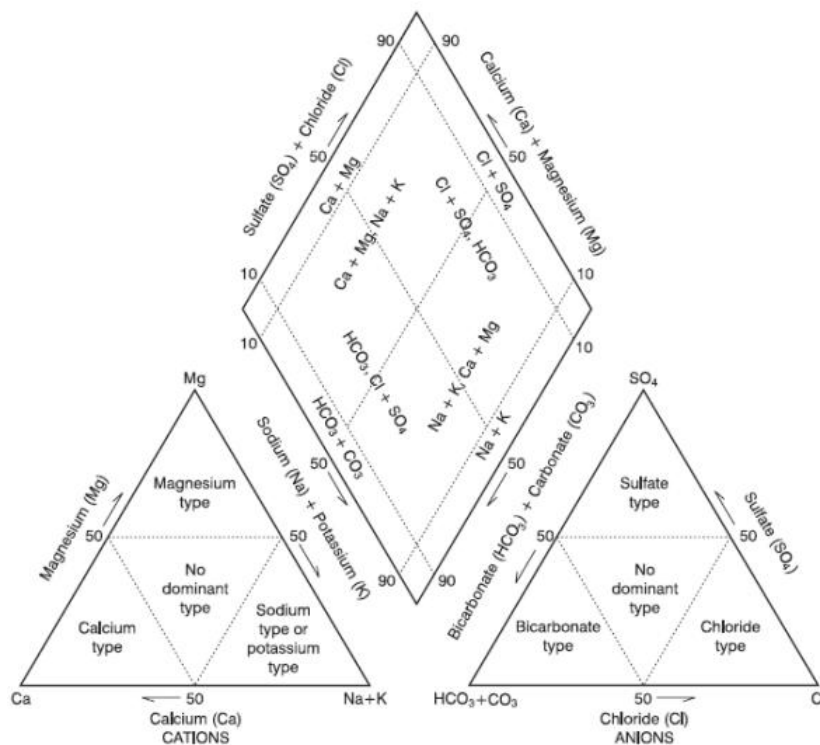 90
90
Sulfate (SO₄) + Chloride (Cl)
Calcium (Ca) + Magnesium (Mg)
50
50
Ca + Mg
Cl + SO₄
Ca + Mg, Na + K
Cl + SO₄, HCO₃
10
10
10
10
HCO₃, Cl + SO₄
Na + K, Ca + Mg
HCO₃ + CO₃
Na + K
Sodium (Na) + Potassium (K)
Bicarbonate (HCO₃) + Carbonate (CO₃)
50
50
90
90
Mg
Magnesium (Mg)
Magnesium
type
50
50
No
dominant
type
Calcium
type
Sodium
type or
potassium
type
Ca
50
Na+K
Calcium (Ca)
CATIONS
SO₄
Sulfate
type
Sulfate (SO₄)
50
50
No
dominant
type
Bicarbonate
type
Chloride
type
HCO₃+CO₃
50
Chloride (Cl)
ANIONS